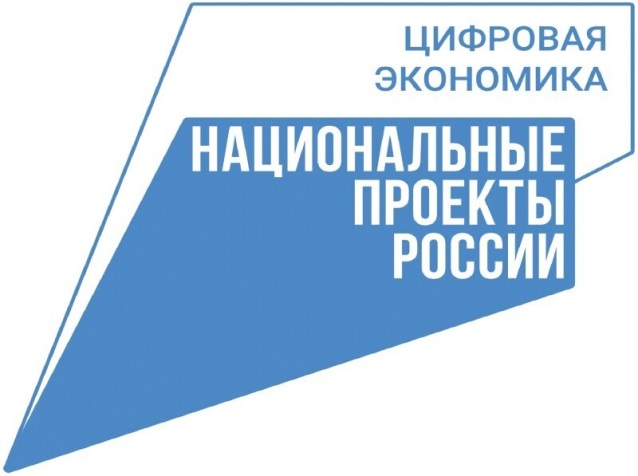 ЦИФРОВАЯ
ЭКОНОМИКА
НАЦИОНАЛЬНЫЕ
ПРОЕКТЫ
РОССИИ